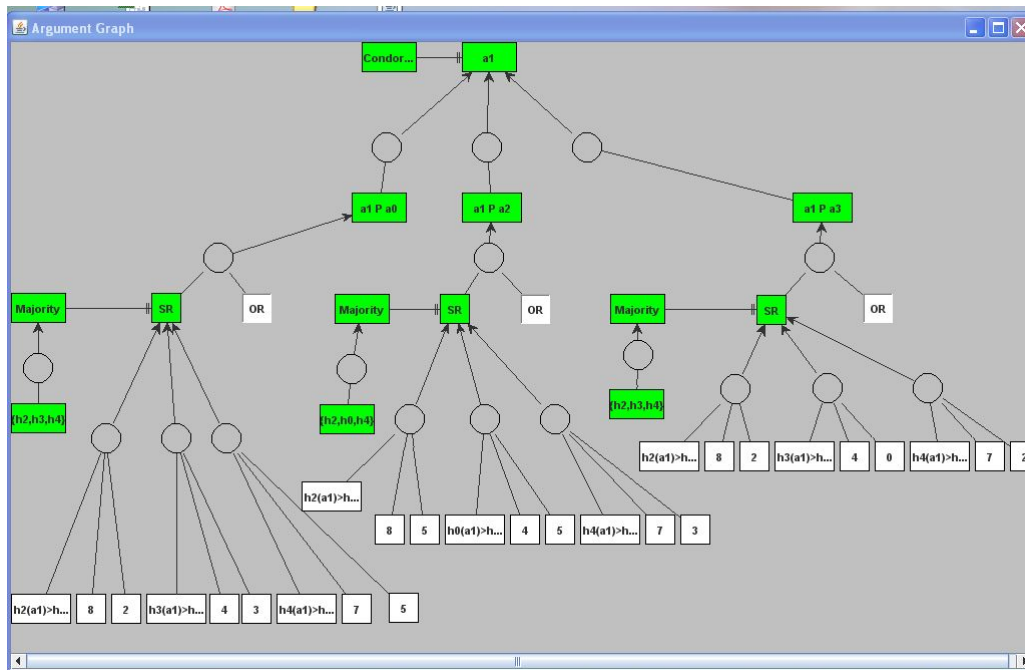 Argument Graph
Condor... a1
a1 P a0 a1 P a2 a1 P a3
Majority SR OR Majority SR OR Majority SR OR
{h2,h3,h4} {h2,h0,h4} {h2,h3,h4}
h2(a1)>h... 8 2 h3(a1)>h... 4 0 h4(a1)>h... 7 2
h2(a1)>h...
8 5 h0(a1)>h... 4 5 h4(a1)>h... 7 3
h2(a1)>h... 8 2 h3(a1)>h... 4 3 h4(a1)>h... 7 5